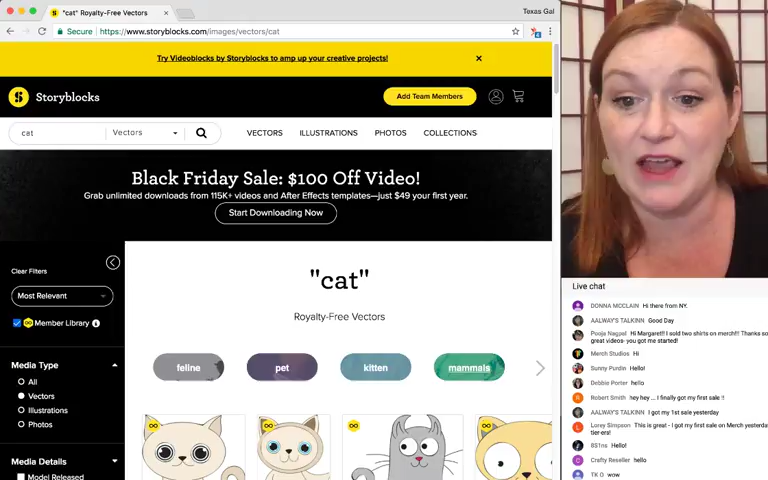 "cat" Royalty-Free Vectors
Texas Gal
Secure
https://www.storyblocks.com/images/vectors/cat
Try Videoblocks by Storyblocks to amp up your creative projects!
Storyblocks
Add Team Members
cat
Vectors
VECTORS
ILLUSTRATIONS
PHOTOS
COLLECTIONS
Black Friday Sale: $100 Off Video!
Grab unlimited downloads from 115K+ videos and After Effects templates—just $49 your first year.
Start Downloading Now
Clear Filters
Most Relevant
Member Library
Media Type
All
Vectors
Illustrations
Photos
Media Details
Model Released
"cat"
Royalty-Free Vectors
feline
pet
kitten
mammals
Live chat
DONNA MCCLAIN Hi there from NY.
AALWAY'S TALKINN Good Day
Pooja Nagpal Hi Margaret!! I sold two shirts on merch!!! Thanks so
great videos- you got me started!
Merch Studios Hi
Sunny Purdin Hello!
Debbie Porter hello
Robert Smith hey hey ... I finally got my first sale !!
AALWAY'S TALKINN I got my 1st sale yesterday
Lorey Simpson This is great - I got my first sale on Merch yesterday
tier ers!
8S1ns Hello!
Crafty Reseller hello
TK O wow